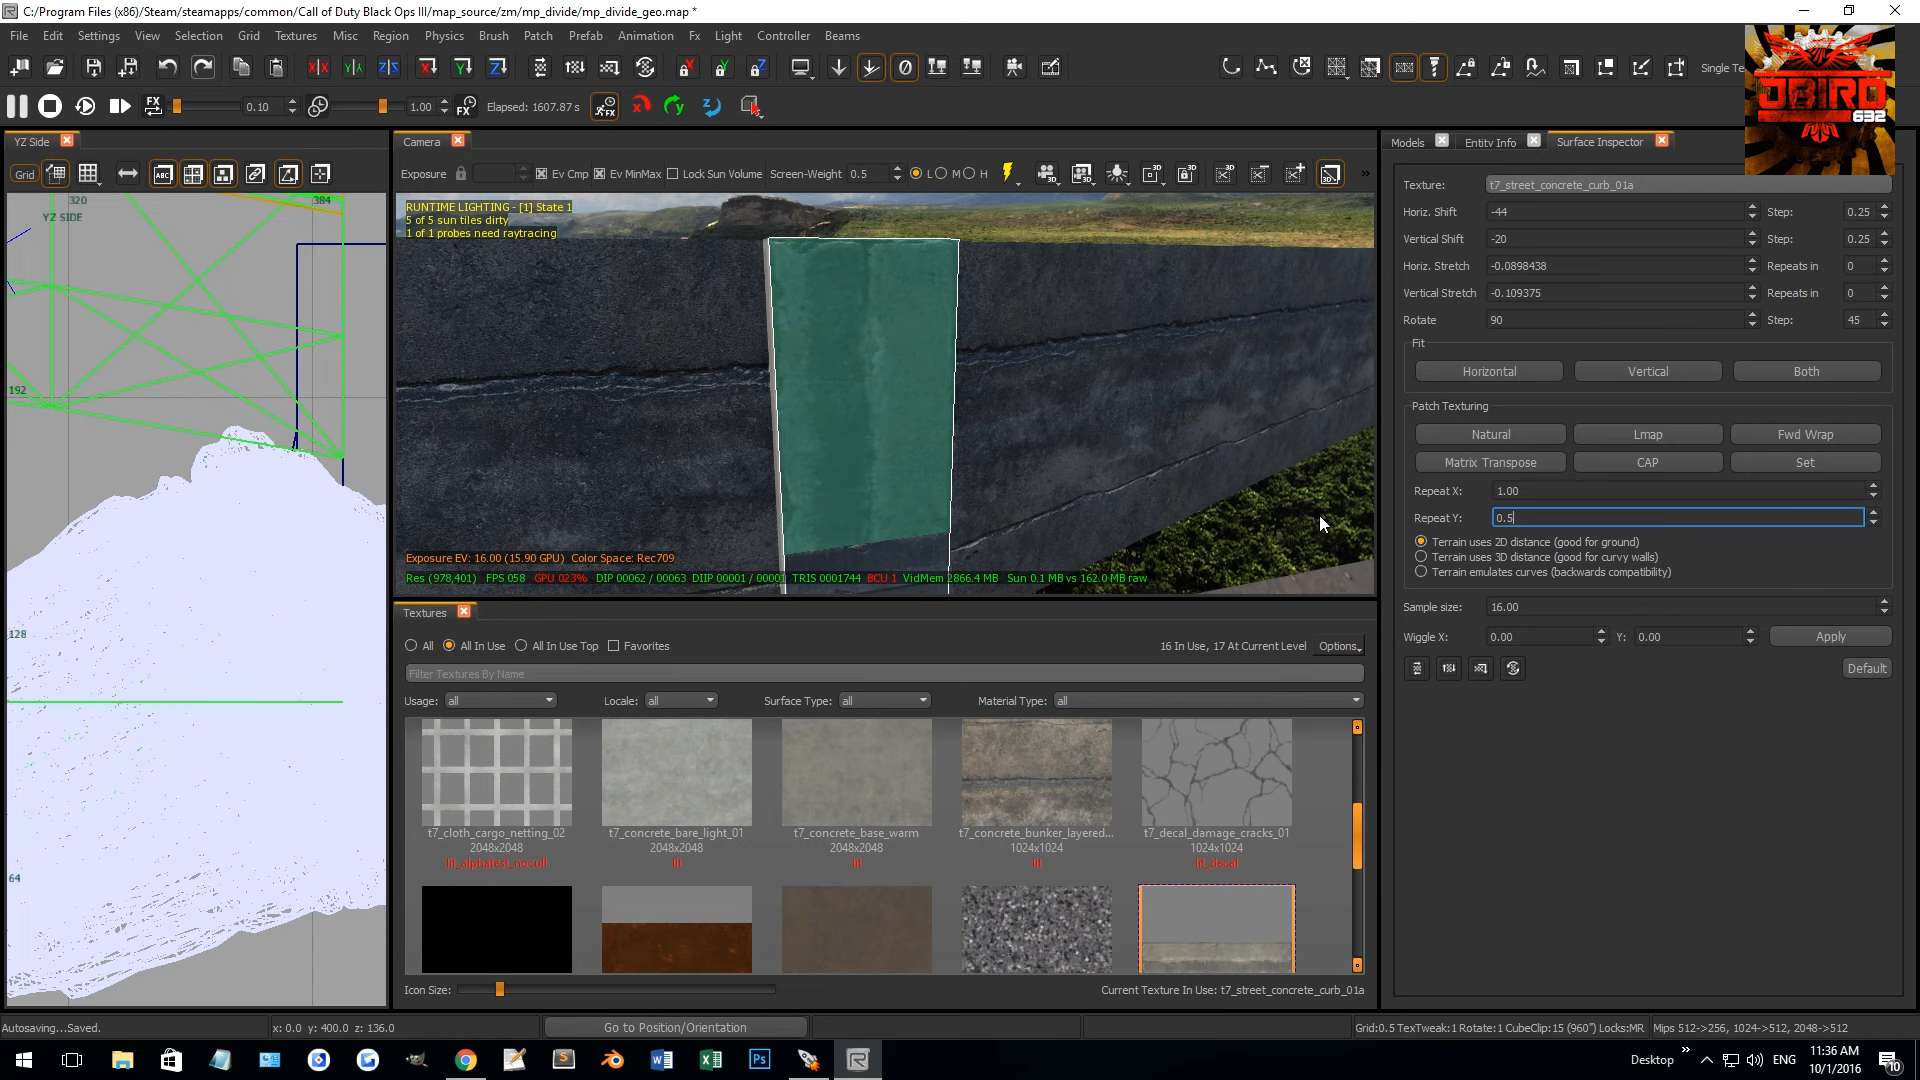 C:/Program Files (x86)/Steam/steamapps/common/Call of Duty Black Ops III/map_source/zm/mp_divide/mp_divide_geo.map *
File Edit Settings View Selection Grid Textures Misc Region Physics Brush Patch Prefab Animation Fx Light Controller Beams
Single Te
JBIRD
632
FX 0.10 1.00 FX Elapsed: 1607.87 s
YZ Side Camera Models Entity Info Surface Inspector
Grid ABC Exposure Ev Cmp Ev MinMax Lock Sun Volume Screen-Weight 0.5 L M H
320 384
YZ SIDE
192
128
64
RUNTIME LIGHTING - [1] State 1
5 of 5 sun tiles dirty
1 of 1 probes need raytracing
Exposure EV: 16.00 (15.90 GPU) Color Space: Rec709
Res (978,401) FPS 058 GPU 023% DIP 00062 / 00063 DIIP 00001 / 00001 TRIS 0001744 BCU 1 VidMem 2866.4 MB Sun 0.1 MB vs 162.0 MB raw
Texture: t7_street_concrete_curb_01a
Horiz. Shift -44 Step: 0.25
Vertical Shift -20 Step: 0.25
Horiz. Stretch -0.0898438 Repeats in 0
Vertical Stretch -0.109375 Repeats in 0
Rotate 90 Step: 45
Fit
Horizontal Vertical Both
Patch Texturing
Natural Lmap Fwd Wrap
Matrix Transpose CAP Set
Repeat X: 1.00
Repeat Y: 0.5
Terrain uses 2D distance (good for ground)
Terrain uses 3D distance (good for curvy walls)
Terrain emulates curves (backwards compatibility)
Sample size: 16.00
Wiggle X: 0.00 Y: 0.00 Apply
Default
Textures
All All In Use All In Use Top Favorites 16 In Use, 17 At Current Level Options
Filter Textures By Name
Usage: all Locale: all Surface Type: all Material Type: all
t7_cloth_cargo_netting_02 t7_concrete_bare_light_01 t7_concrete_base_warm t7_concrete_bunker_layered... t7_decal_damage_cracks_01
2048x2048 2048x2048 2048x2048 1024x1024 1024x1024
lit_alphatest_nocull lit lit lit lit_decal
Icon Size: Current Texture In Use: t7_street_concrete_curb_01a
Autosaving...Saved. x: 0.0 y: 400.0 z: 136.0 Go to Position/Orientation Grid:0.5 TexTweak:1 Rotate:1 CubeClip:15 (960") Locks:MR Mips 512->256, 1024->512, 2048->512
Desktop ENG 11:36 AM
10/1/2016 10